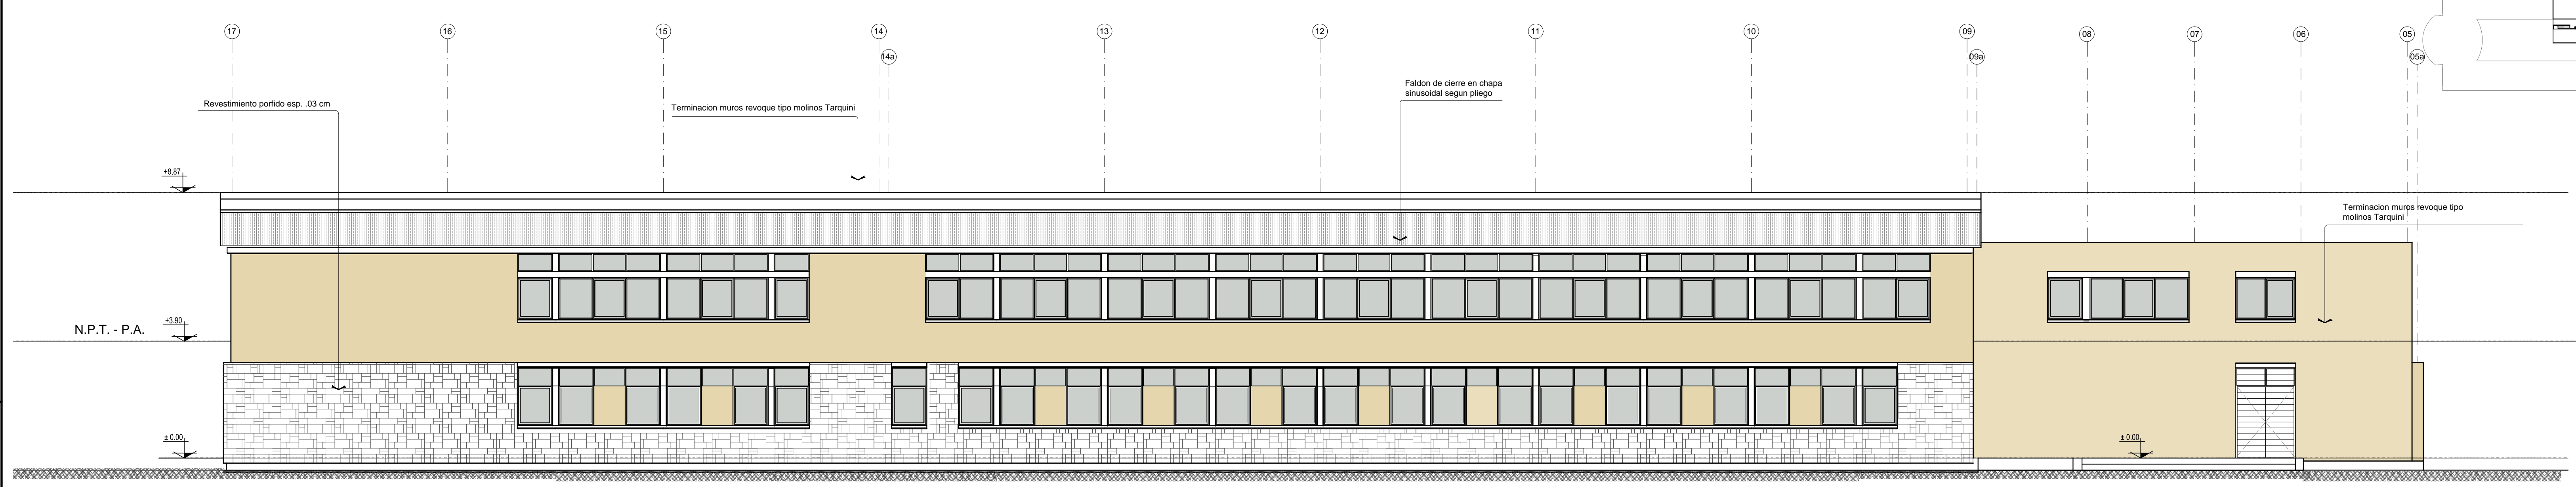 17
16
15
14
13
12
11
10
09
08
07
06
05
14a
09a
05a
Revestimiento porfido esp. .03 cm
Terminacion muros revoque tipo molinos Tarquini
Faldon de cierre en chapa
sinusoidal segun pliego
+8.87
Terminacion muros revoque tipo
molinos Tarquini
N.P.T. - P.A.
+3.90
± 0,00
± 0,00